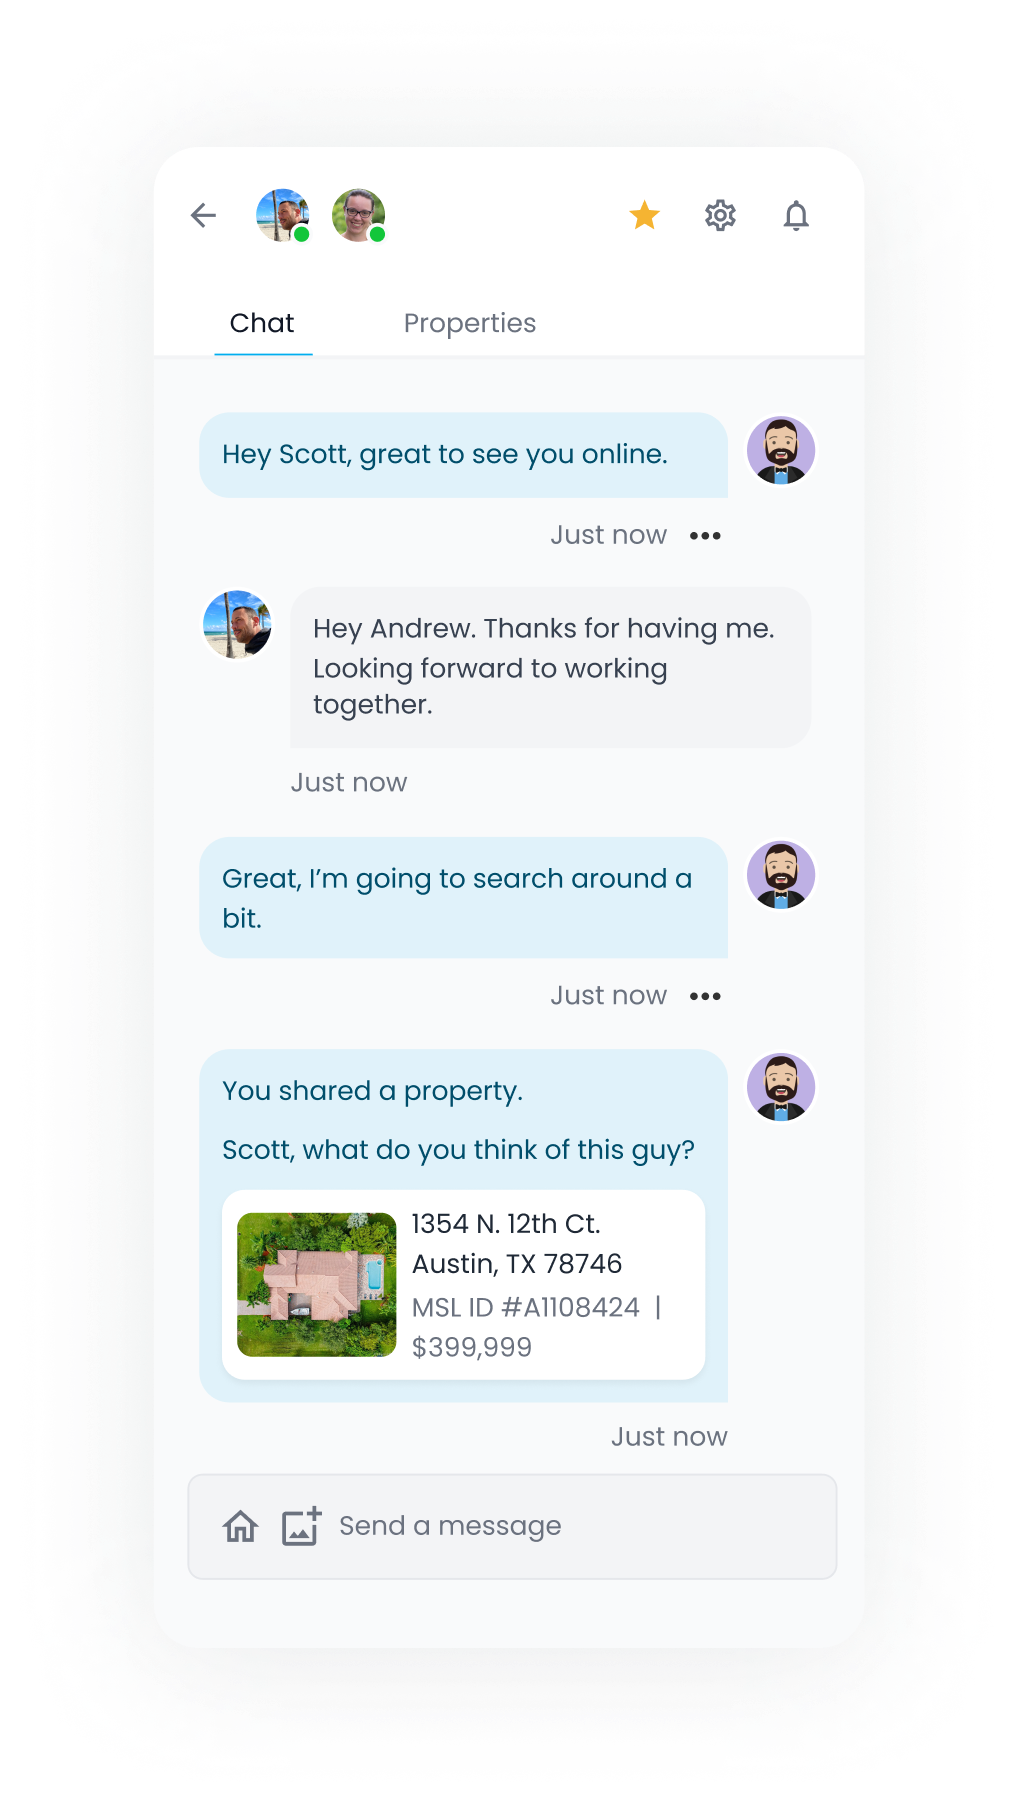 Chat
Properties
Hey Scott, great to see you online.
Just now
Hey Andrew. Thanks for having me.
Looking forward to working
together.
Just now
Great, I’m going to search around a
bit.
Just now
You shared a property.
Scott, what do you think of this guy?
1354 N. 12th Ct.
Austin, TX 78746
MSL ID #A1108424 |
$399,999
Just now
Send a message